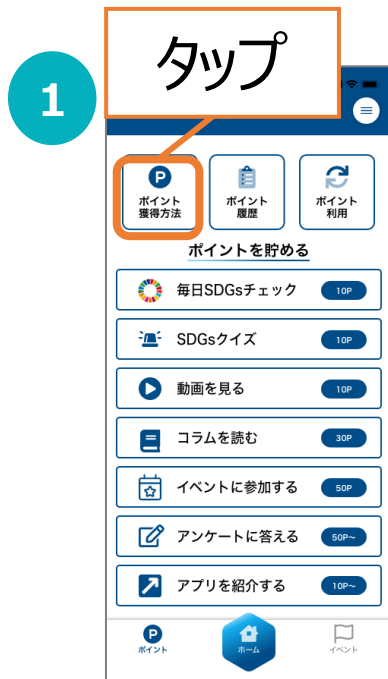 タップ
1
ポイント
獲得方法
ポイント
履歴
ポイント
利用
ポイントを貯める
毎日SDGsチェック 10P
SDGsクイズ 10P
動画を見る 10P
コラムを読む 30P
イベントに参加する 50P
アンケートに答える 50P~
アプリを紹介する 10P~
ポイント ホーム イベント